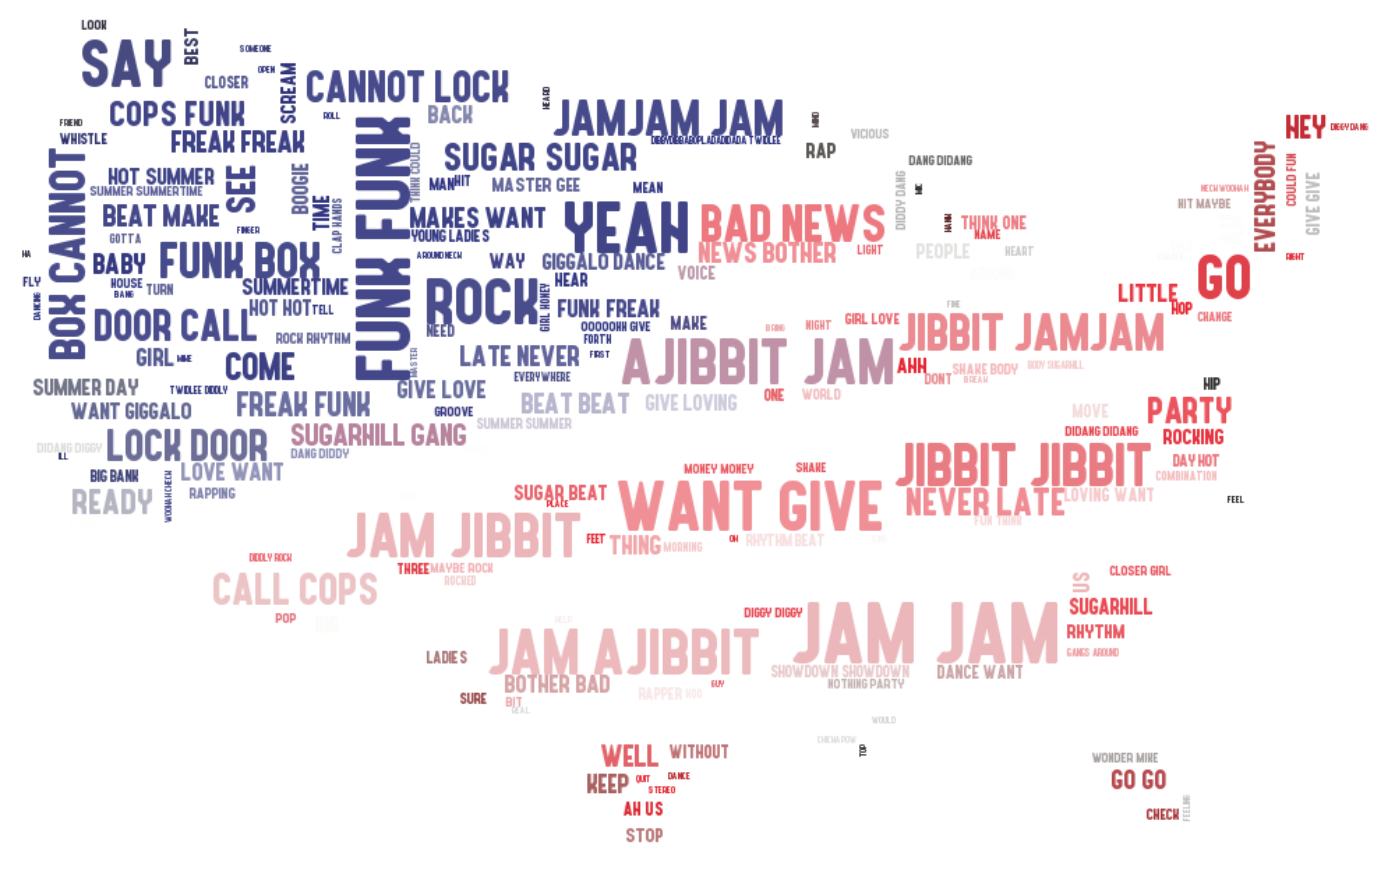 LOOK
SAY
BEST
SOMEONE
OPEN
CLOSER
SCREAM
CANNOT LOCK
HEARD
JAMJAM JAM
COPS FUNK
ROLL
BACK
FRIEND
WHISTLE
FREAK FREAK
FUNK FUNK
THINK COULD
SUGAR SUGAR
MIND
RAP
VICIOUS
HEY
DIGGY DANG
EVERYBODY
COULD FUN
GIVE GIVE
BOX CANNOT
HOT SUMMER
SUMMER SUMMERTIME
SEE
BOOGIE
TIME
CLAP HANDS
MAN
HIT
MASTER GEE
MEAN
DANG DIDANG
DIDDY DANG
MIC
HIT MAYBE
BEAT MAKE
MAKES WANT
YEAH
BAD NEWS
HANK
THINK ONE
NAME
GOTTA
FINGER
YOUNG LADIES
NEWS BOTHER
LIGHT
PEOPLE
HEART
RIGHT
HA
BABY
FUNK BOX
AROUND NECK
WAY
GIGGALO DANCE
VOICE
GO
FLY
HOUSE
BANG
TURN
SUMMERTIME
ROCK
HEAR
LITTLE
HOP
DANCING
HOT HOT
TELL
GIRL HONEY
FUNK FREAK
FINE
CHANGE
DOOR CALL
ROCK RHYTHM
NEED
OOOOOHH GIVE
MAKE
BRING
NIGHT
GIRL LOVE
JIBBIT JAMJAM
FORTH
GIRL
MIKE
COME
MASTER
LATE NEVER
FIRST
AJIBBIT JAM
AHH
SHAKE BODY
BODY SUGARHILL
DONT
BREAK
SUMMER DAY
TWIDLEE DIDDLY
EVERYWHERE
GIVE LOVE
HIP
WANT GIGGALO
FREAK FUNK
GROOVE
BEAT BEAT
GIVE LOVING
ONE
WORLD
MOVE
PARTY
SUMMER SUMMER
DIDANG DIGGY
LOCK DOOR
SUGARHILL GANG
DIDANG DIDANG
ROCKING
ILL
DANG DIDDY
DAY HOT
BIG BANK
LOVE WANT
MONEY MONEY
SHAKE
JIBBIT JIBBIT
COMBINATION
READY
RAPPING
SUGAR BEAT
PLACE
WANT GIVE
NEVER LATE
LOVING WANT
FEEL
FUN THINK
JAM JIBBIT
FEET
THING
MORNING
ON
RHYTHM BEAT
DIDDLY ROCK
THREE
MAYBE ROCK
ROCKED
US
CLOSER GIRL
CALL COPS
POP
DIGGY DIGGY
JAM JAM
SUGARHILL
HELP
RHYTHM
LADIES
JAM AJIBBIT
GANGS AROUND
SHOWDOWN SHOWDOWN
DANCE WANT
BOTHER BAD
GUY
NOTHING PARTY
SURE
BIT
REAL
RAPPER
WOULD
TOP
WELL
WITHOUT
WONDER MIKE
KEEP
QUIT
DANCE
STEREO
GO GO
AH US
CHECK
FEELING
STOP